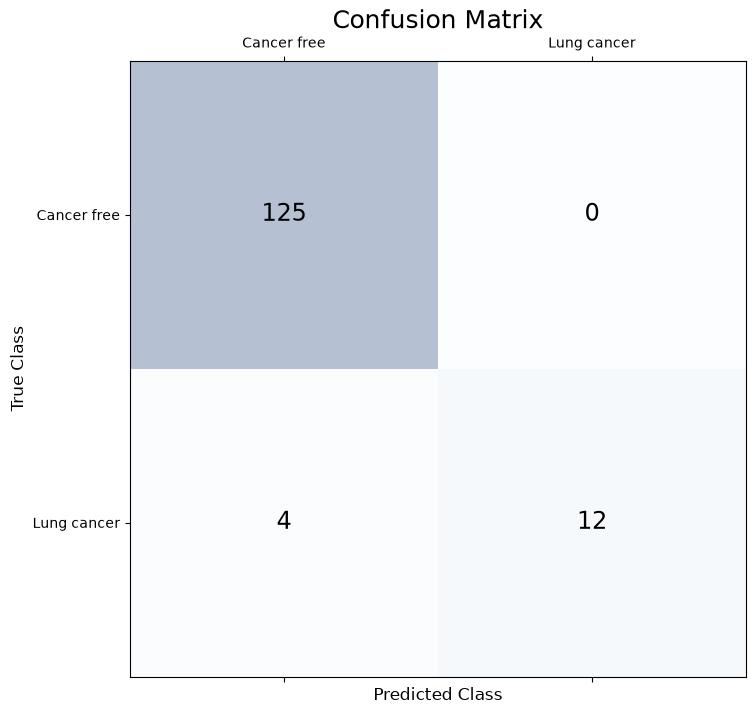 Confusion Matrix
Cancer free
Lung cancer
Cancer free
125
0
True Class
Lung cancer
4
12
Predicted Class